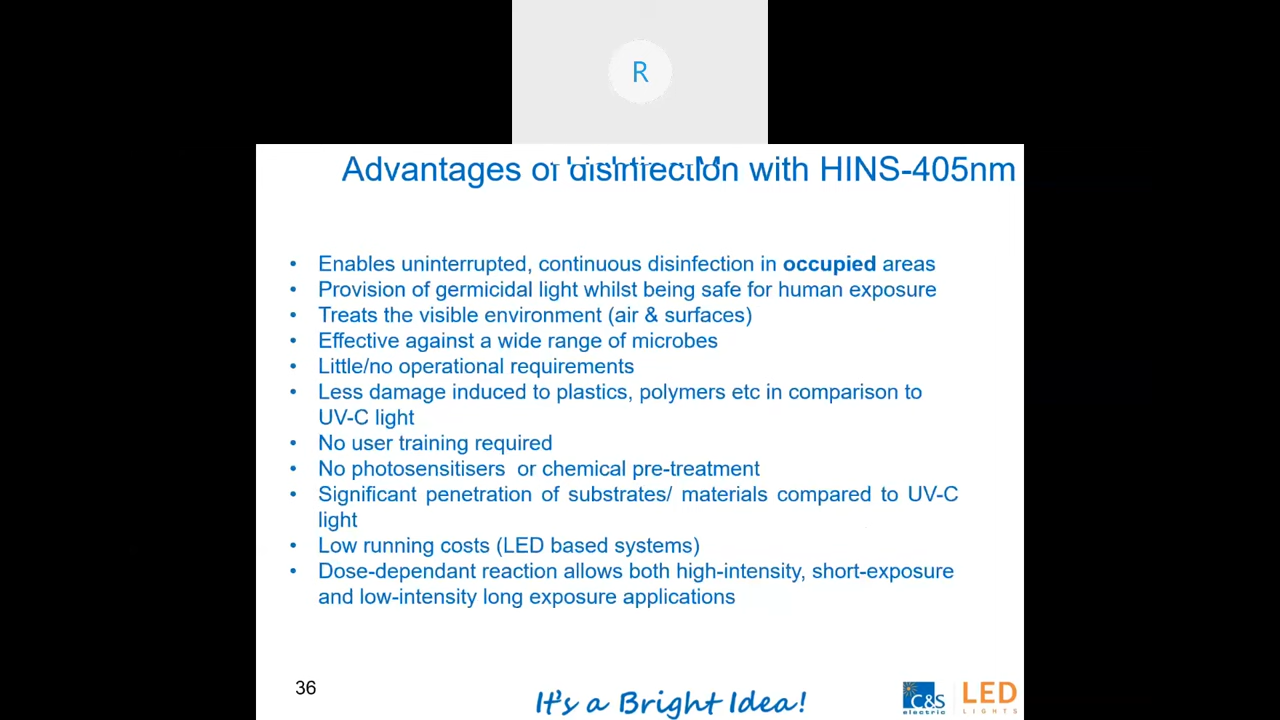 R
Advantages of disinfection with HINS-405nm
• Enables uninterrupted, continuous disinfection in occupied areas
• Provision of germicidal light whilst being safe for human exposure
• Treats the visible environment (air & surfaces)
• Effective against a wide range of microbes
• Little/no operational requirements
• Less damage induced to plastics, polymers etc in comparison to
UV-C light
• No user training required
• No photosensitisers or chemical pre-treatment
• Significant penetration of substrates/ materials compared to UV-C
light
• Low running costs (LED based systems)
• Dose-dependant reaction allows both high-intensity, short-exposure
and low-intensity long exposure applications
36
It's a Bright Idea!
C&S
electric
LED
LIGHTS